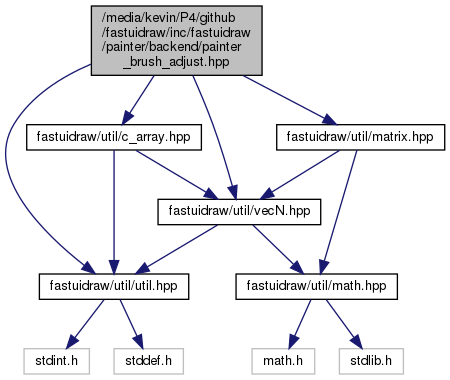 /media/kevin/P4/github
/fastuidraw/inc/fastuidraw
/painter/backend/painter
_brush_adjust.hpp
fastuidraw/util/c_array.hpp
fastuidraw/util/matrix.hpp
fastuidraw/util/vecN.hpp
fastuidraw/util/util.hpp
fastuidraw/util/math.hpp
stdint.h
stddef.h
math.h
stdlib.h